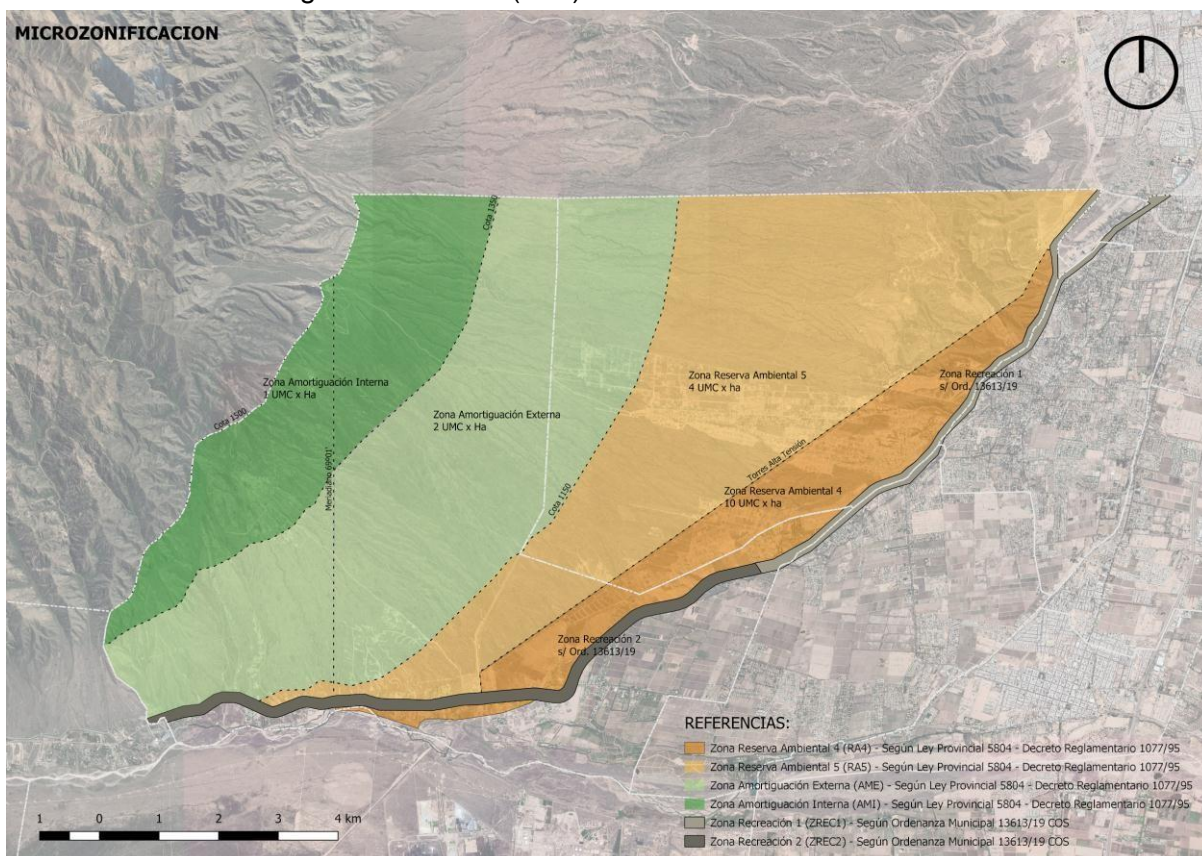 MICROZONIFICACION
Cota 1350
Zona Amortiguación Interna
1 UMC x Ha
Cota 1500
Zona Amortiguación Externa
2 UMC x Ha
Zona Reserva Ambiental 5
4 UMC x ha
Zona Recreación 1
s/ Ord. 13613/19
Torres Alta Tensión
Cota 1150
Zona Reserva Ambiental 4
10 UMC x ha
Zona Recreación 2
s/ Ord. 13613/19
REFERENCIAS:
Zona Reserva Ambiental 4 (RA4) - Según Ley Provincial 5804 - Decreto Reglamentario 1077/95
Zona Reserva Ambiental 5 (RA5) - Según Ley Provincial 5804 - Decreto Reglamentario 1077/95
Zona Amortiguación Externa (AME) - Según Ley Provincial 5804 - Decreto Reglamentario 1077/95
Zona Amortiguación Interna (AMI) - Según Ley Provincial 5804 - Decreto Reglamentario 1077/95
Zona Recreación 1 (ZREC1) - Según Ordenanza Municipal 13613/19 COS
Zona Recreación 2 (ZREC2) - Según Ordenanza Municipal 13613/19 COS
1 0 1 2 3 4 km